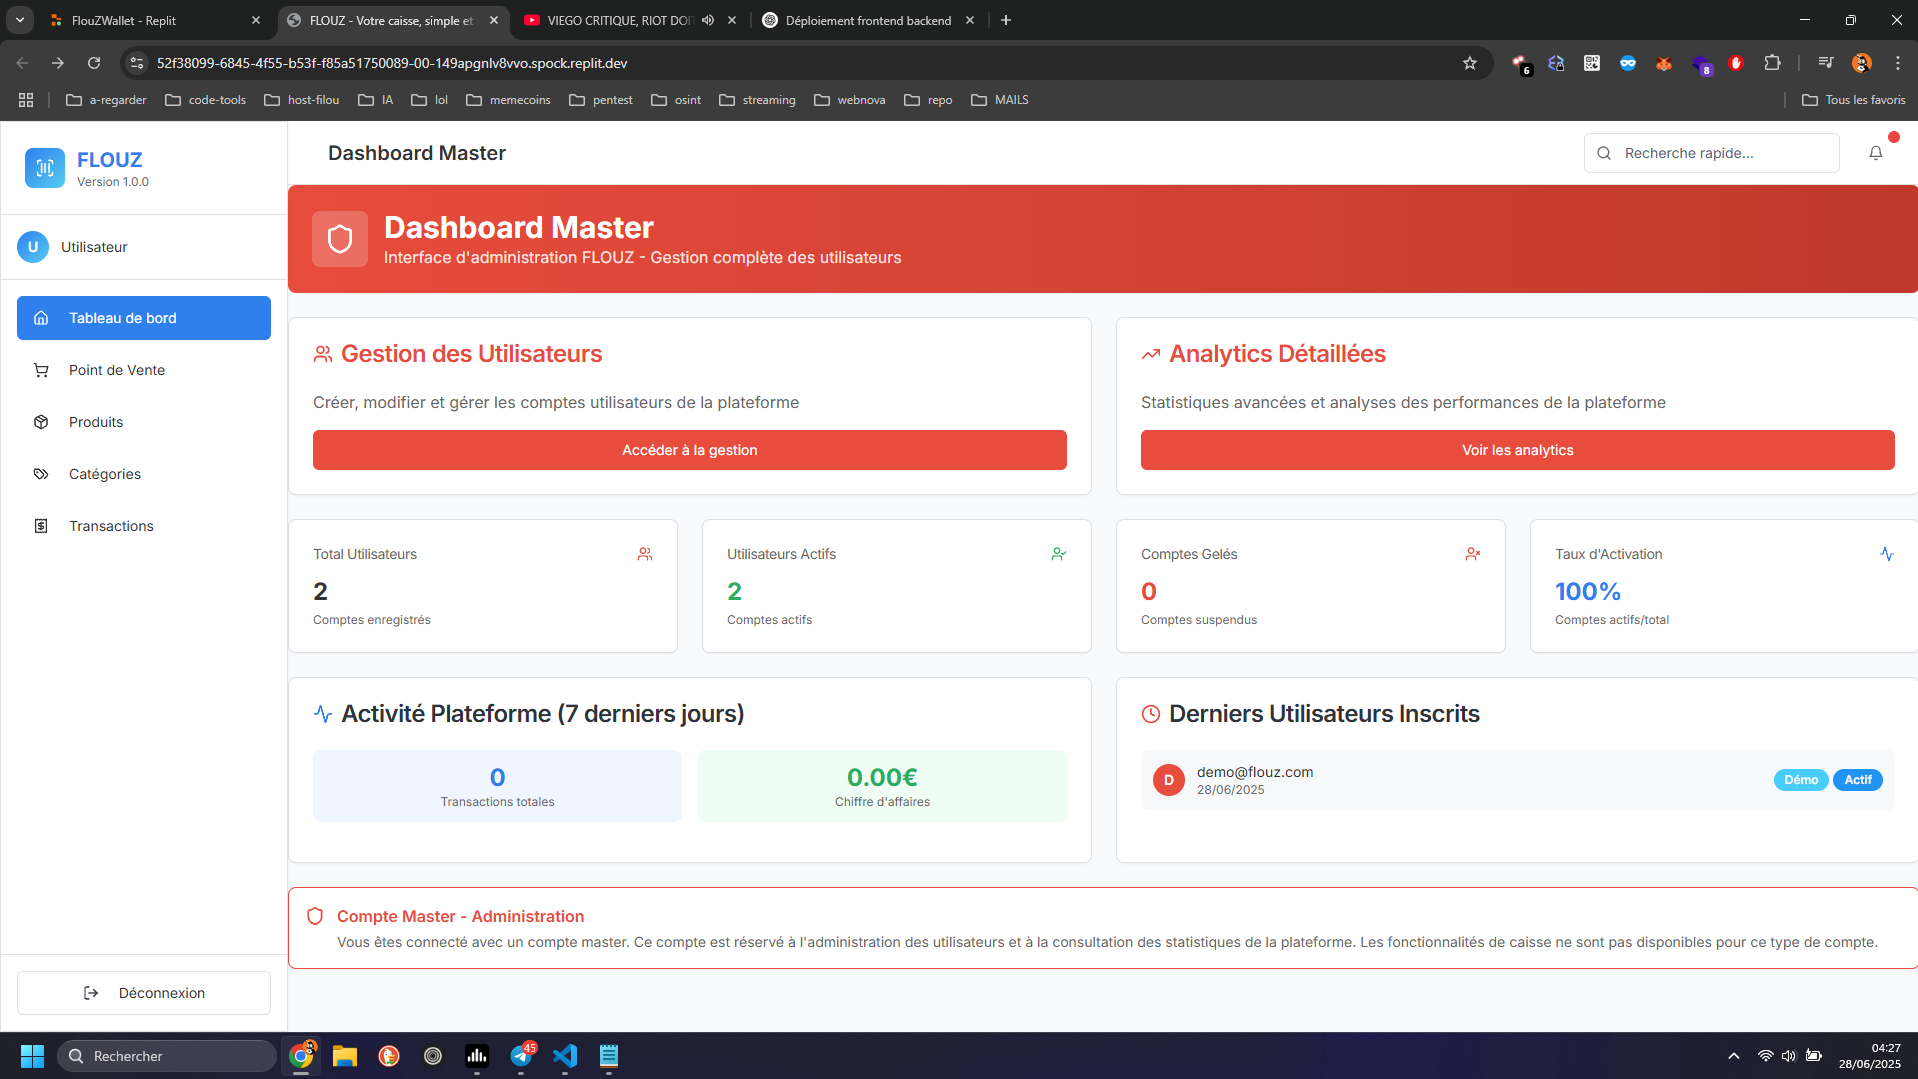 FlouZWallet - Replit
FLOUZ - Votre caisse, simple et
VIEGO CRITIQUE, RIOT DOIT
Déploiement frontend backend
52f38099-6845-4f55-b53f-f85a51750089-00-149apgnlv8vvo.spock.replit.dev
6
8
a-regarder
code-tools
host-filou
IA
lol
memecoins
pentest
osint
streaming
webnova
repo
MAILS
Tous les favoris
FLOUZ
Version 1.0.0
Dashboard Master
Recherche rapide...
U
Utilisateur
Dashboard Master
Interface d'administration FLOUZ - Gestion complète des utilisateurs
Tableau de bord
Point de Vente
Produits
Catégories
Transactions
Gestion des Utilisateurs
Créer, modifier et gérer les comptes utilisateurs de la plateforme
Accéder à la gestion
Analytics Détaillées
Statistiques avancées et analyses des performances de la plateforme
Voir les analytics
Total Utilisateurs
2
Comptes enregistrés
Utilisateurs Actifs
2
Comptes actifs
Comptes Gelés
0
Comptes suspendus
Taux d'Activation
100%
Comptes actifs/total
Activité Plateforme (7 derniers jours)
0
Transactions totales
0.00€
Chiffre d'affaires
Derniers Utilisateurs Inscrits
D
demo@flouz.com
28/06/2025
Démo
Actif
Compte Master - Administration
Vous êtes connecté avec un compte master. Ce compte est réservé à l'administration des utilisateurs et à la consultation des statistiques de la plateforme. Les fonctionnalités de caisse ne sont pas disponibles pour ce type de compte.
Déconnexion
Rechercher
45
04:27
28/06/2025